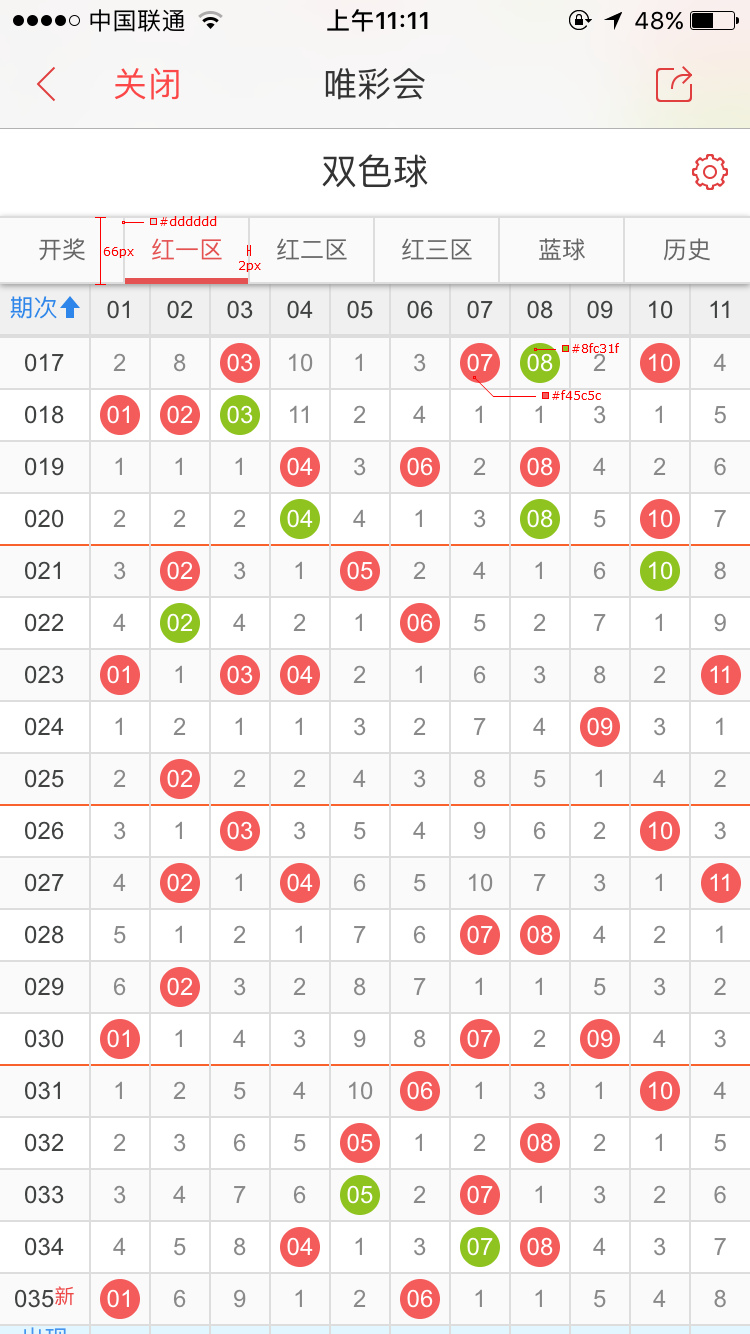 中国联通 上午11:11 48%
关闭 唯彩会
双色球
#dddddd
开奖 66px 红一区 2px 红二区 红三区 蓝球 历史
期次 01 02 03 04 05 06 07 08 09 10 11
017 2 8 03 10 1 3 07 08 2 10 4
#8fc31f
#f45c5c
018 01 02 03 11 2 4 1 1 3 1 5
019 1 1 1 04 3 06 2 08 4 2 6
020 2 2 2 04 4 1 3 08 5 10 7
021 3 02 3 1 05 2 4 1 6 10 8
022 4 02 4 2 1 06 5 2 7 1 9
023 01 1 03 04 2 1 6 3 8 2 11
024 1 2 1 1 3 2 7 4 09 3 1
025 2 02 2 2 4 3 8 5 1 4 2
026 3 1 03 3 5 4 9 6 2 10 3
027 4 02 1 04 6 5 10 7 3 1 11
028 5 1 2 1 7 6 07 08 4 2 1
029 6 02 3 2 8 7 1 1 5 3 2
030 01 1 4 3 9 8 07 2 09 4 3
031 1 2 5 4 10 06 1 3 1 10 4
032 2 3 6 5 05 1 2 08 2 1 5
033 3 4 7 6 05 2 07 1 3 2 6
034 4 5 8 04 1 3 07 08 4 3 7
035新 01 6 9 1 2 06 1 1 5 4 8